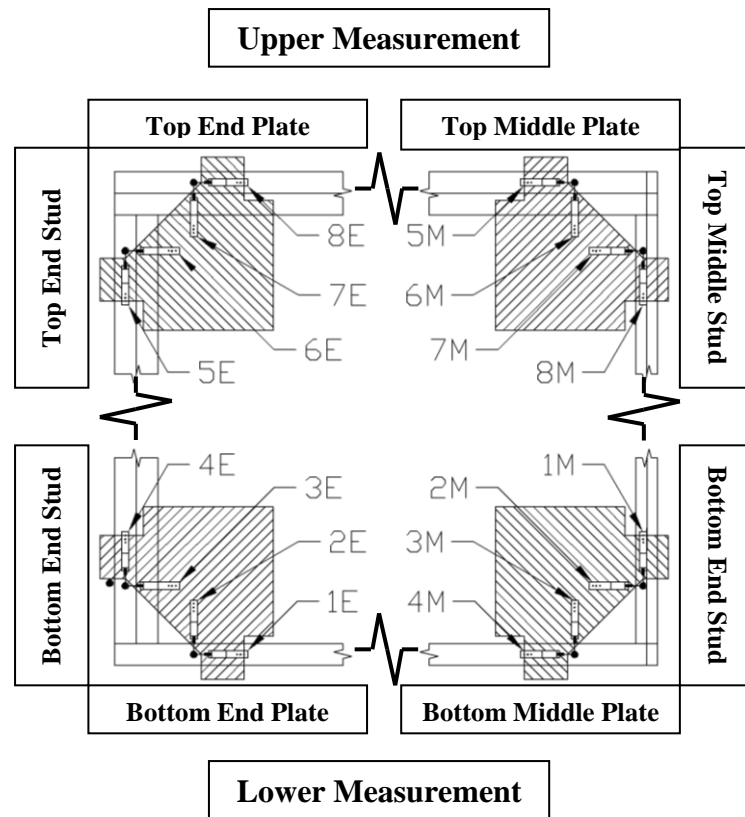 Upper Measurement
Top End Plate
Top Middle Plate
Top End Stud
Top Middle Stud
8E
5M
7E
6M
6E
7M
5E
8M
Bottom End Stud
Bottom End Stud
4E
1M
3E
2M
2E
3M
1E
4M
Bottom End Plate
Bottom Middle Plate
Lower Measurement